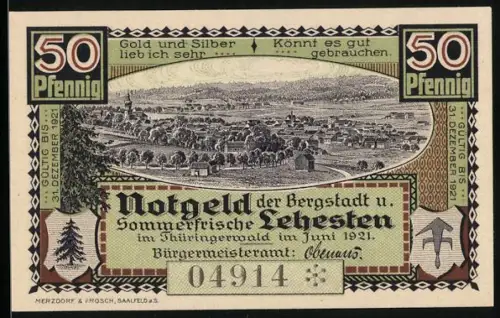 50 Pfennig
Gold und Silber ✦ Könnt es gut
lieb ich sehr .... .... gebrauchen.
50 Pfennig
GÜLTIG BIS
31. DEZEMBER 1921
GÜLTIG BIS
31. DEZEMBER 1921
Notgeld der Bergstadt u.
Sommerfrische Lehesten
im Thüringerwald im Juni 1921.
Bürgermeisteramt: Obenaus.
04914 ✻
MERZDORF & FROSCH, SAALFELD a.S.